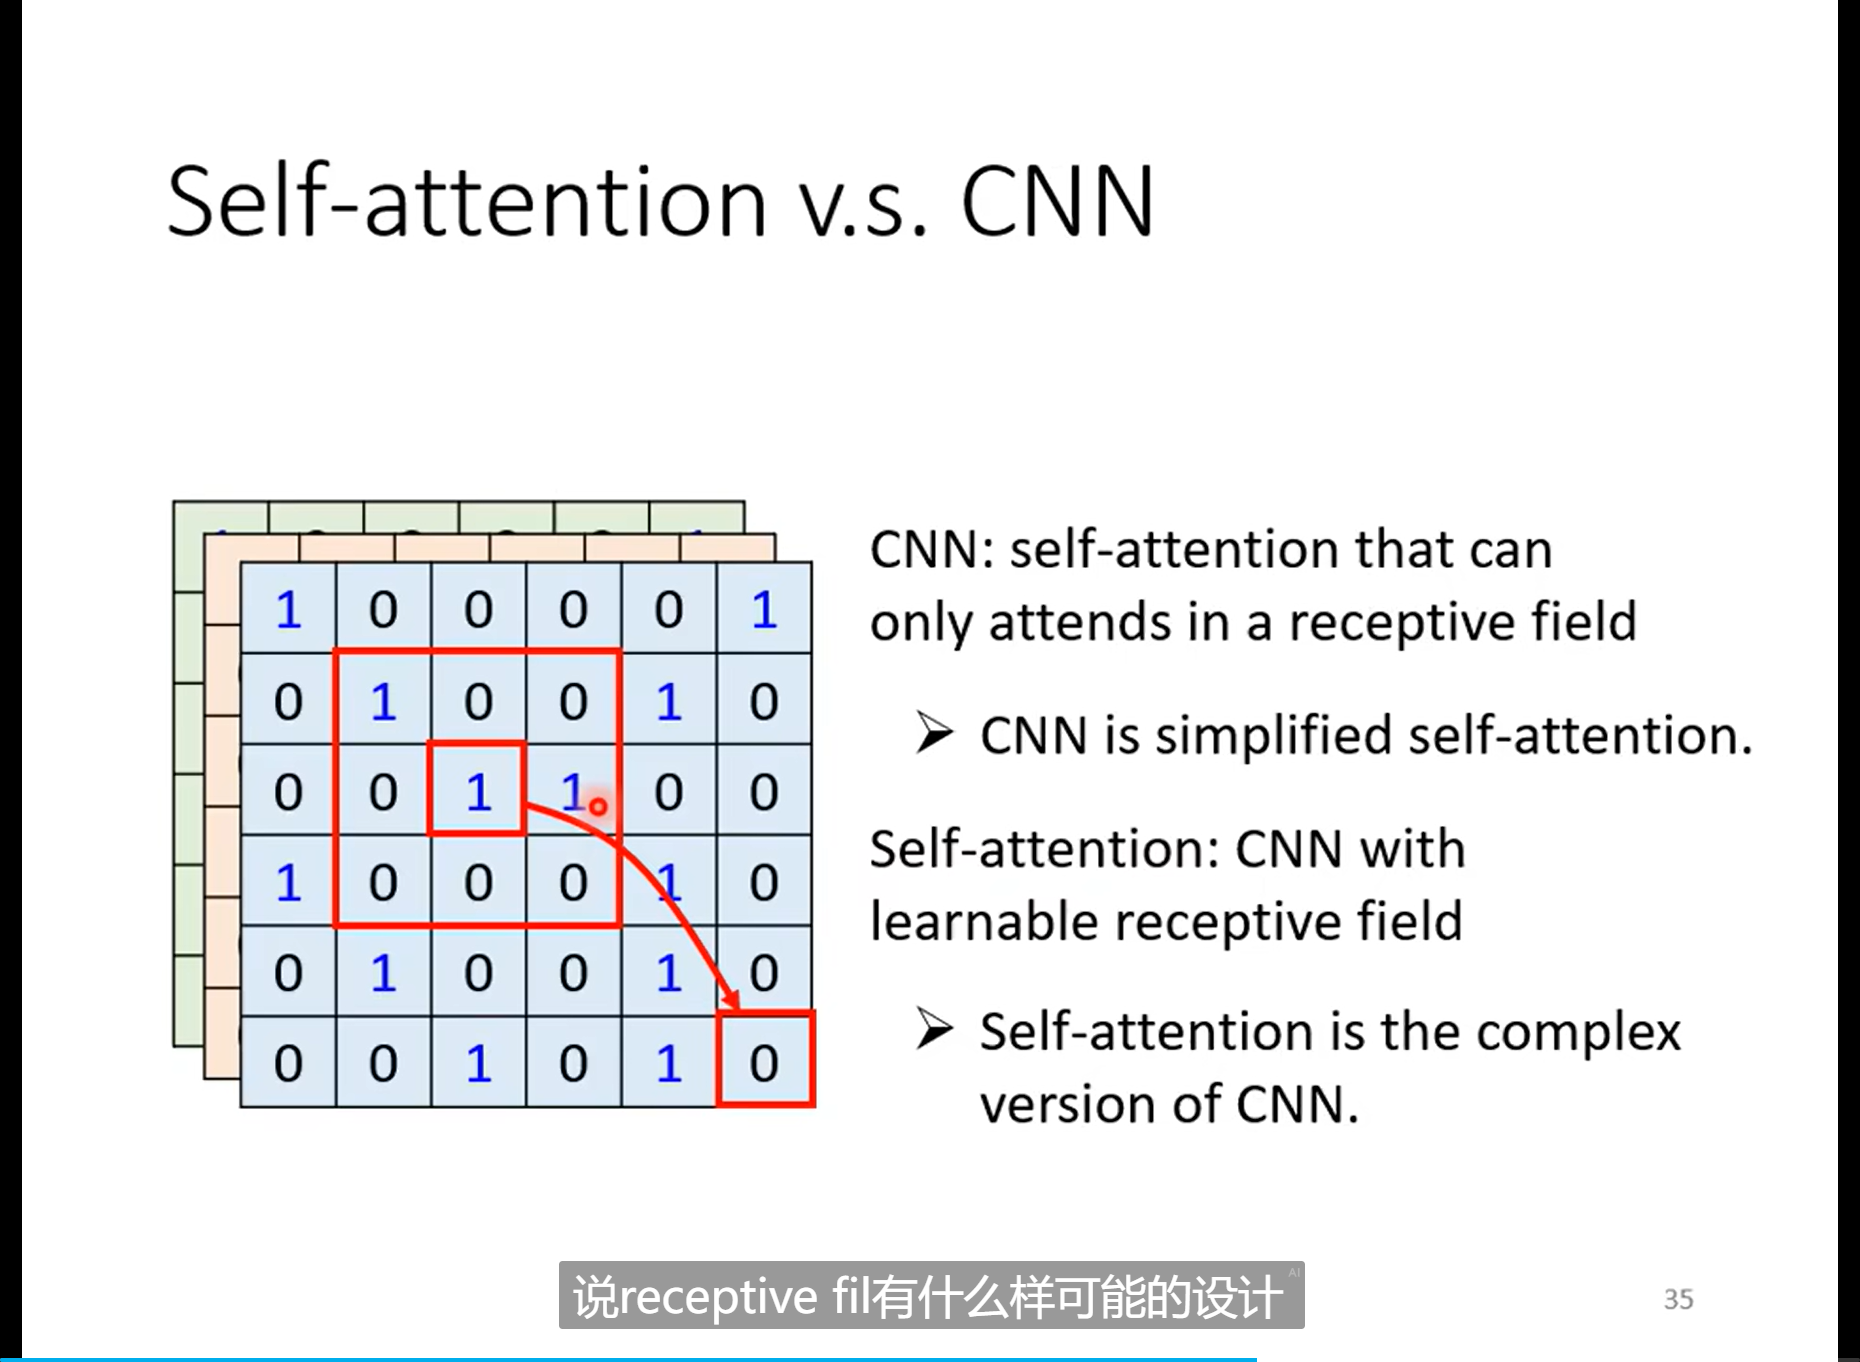 Self-attention v.s. CNN
1 0 0 0 0 1
0 1 0 0 1 0
0 0 1 1 0 0
1 0 0 0 1 0
0 1 0 0 1 0
0 0 1 0 1 0
CNN: self-attention that can
only attends in a receptive field
➢ CNN is simplified self-attention.
Self-attention: CNN with
learnable receptive field
➢ Self-attention is the complex
version of CNN.
说receptive fil有什么样可能的设计
AI
35